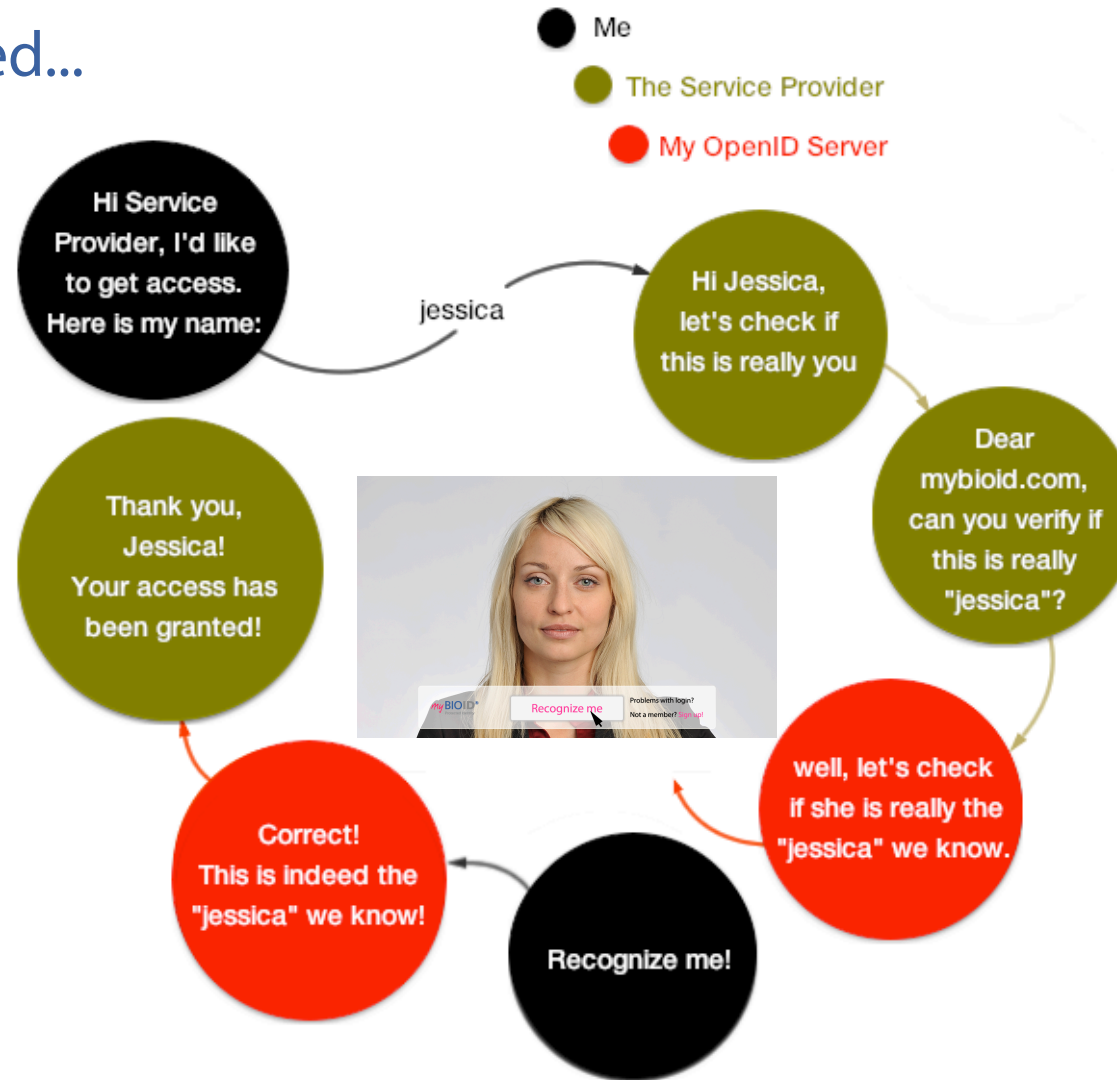 ed...
Me
The Service Provider
My OpenID Server
Hi Service
Provider, I'd like
to get access.
Here is my name:
jessica
Hi Jessica,
let's check if
this is really you
Dear
mybioid.com,
can you verify if
this is really
"jessica"?
well, let's check
if she is really the
"jessica" we know.
my BIOID®
Recognize me
Problems with login?
Not a member? Sign up!
Recognize me!
Correct!
This is indeed the
"jessica" we know!
Thank you,
Jessica!
Your access has
been granted!